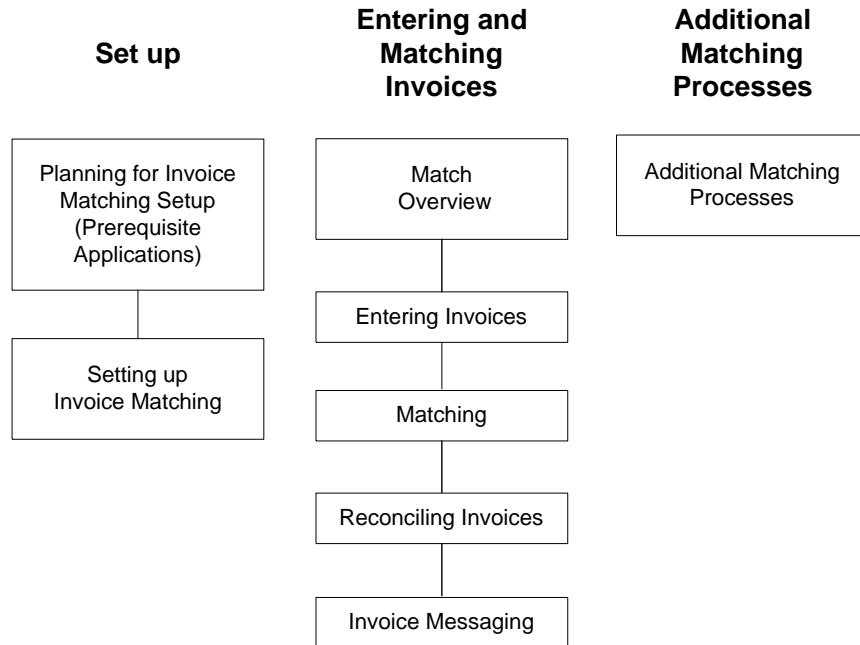 Set up
Planning for Invoice
Matching Setup
(Prerequisite
Applications)
Setting up
Invoice Matching
Entering and
Matching
Invoices
Match
Overview
Entering Invoices
Matching
Reconciling Invoices
Invoice Messaging
Additional
Matching
Processes
Additional Matching
Processes